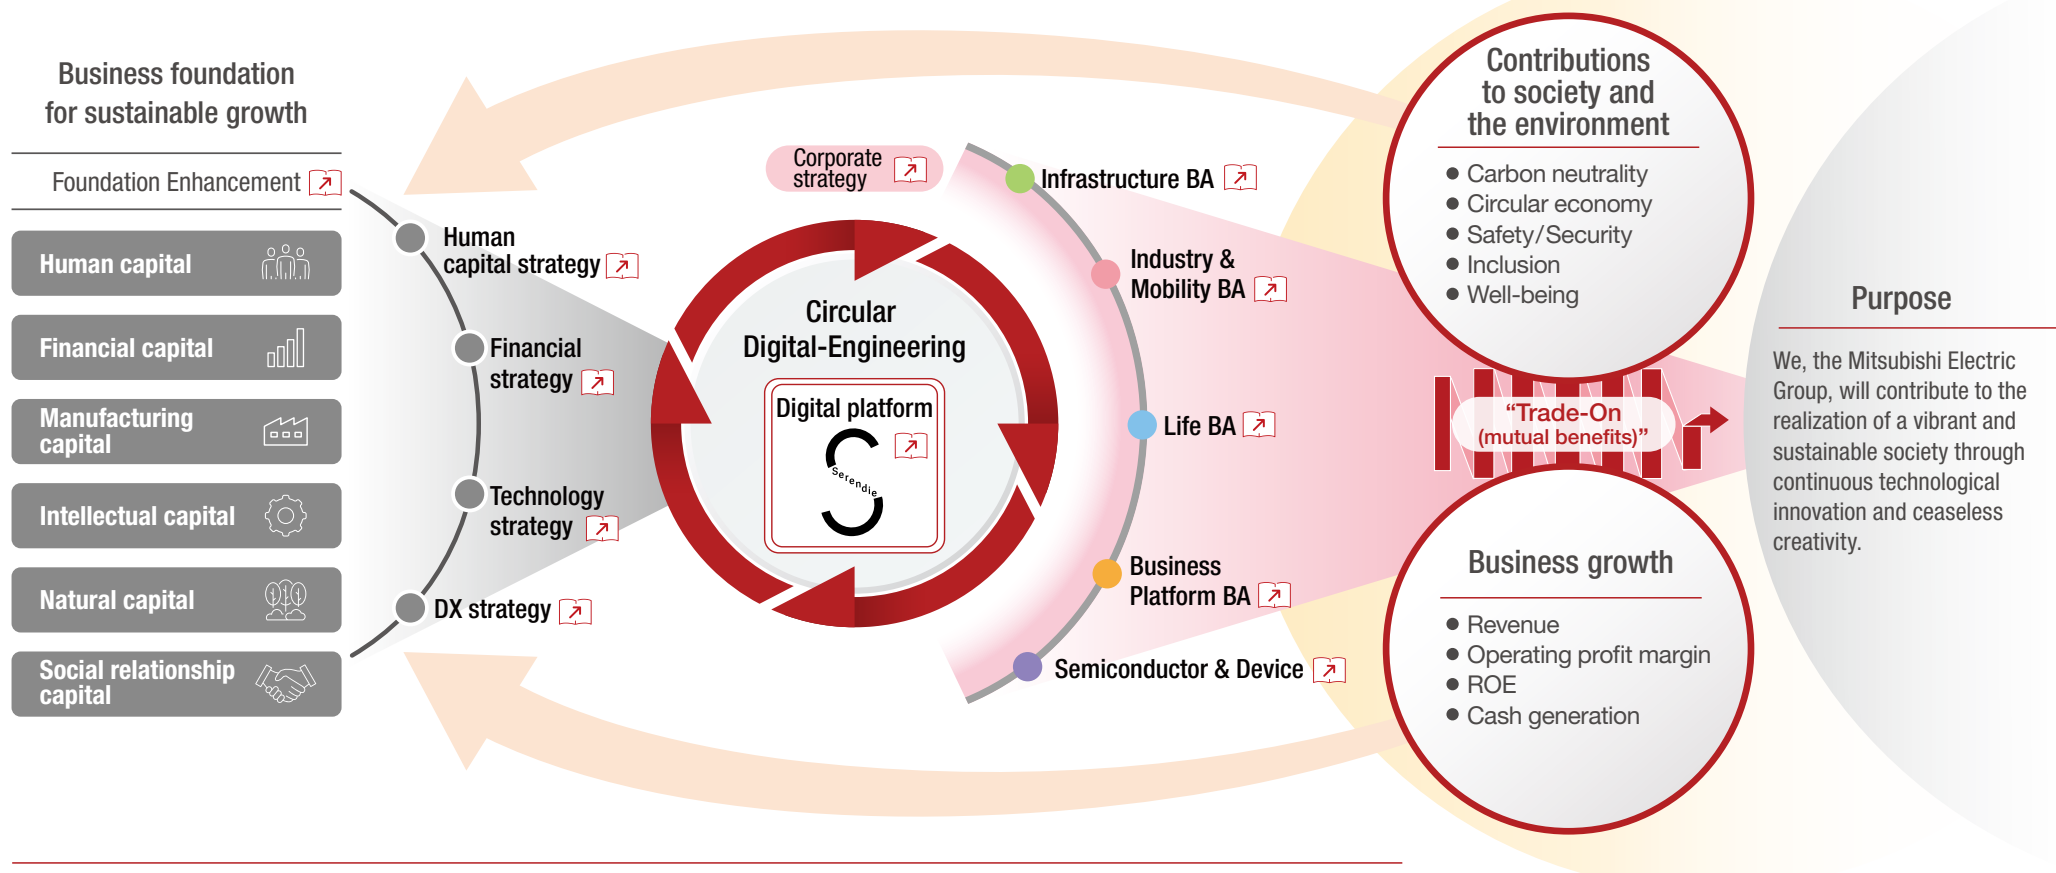 Business foundation
for sustainable growth
Foundation Enhancement
Human capital
Financial capital
Manufacturing
capital
Intellectual capital
Natural capital
Social relationship
capital
Human
capital strategy
Financial
strategy
Technology
strategy
DX strategy
Corporate
strategy
Circular
Digital-Engineering
Digital platform
Serendie
Infrastructure BA
Industry &
Mobility BA
Life BA
Business
Platform BA
Semiconductor & Device
Contributions
to society and
the environment
● Carbon neutrality
● Circular economy
● Safety/Security
● Inclusion
● Well-being
“Trade-On
(mutual benefits)”
Business growth
● Revenue
● Operating profit margin
● ROE
● Cash generation
Purpose
We, the Mitsubishi Electric
Group, will contribute to the
realization of a vibrant and
sustainable society through
continuous technological
innovation and ceaseless
creativity.